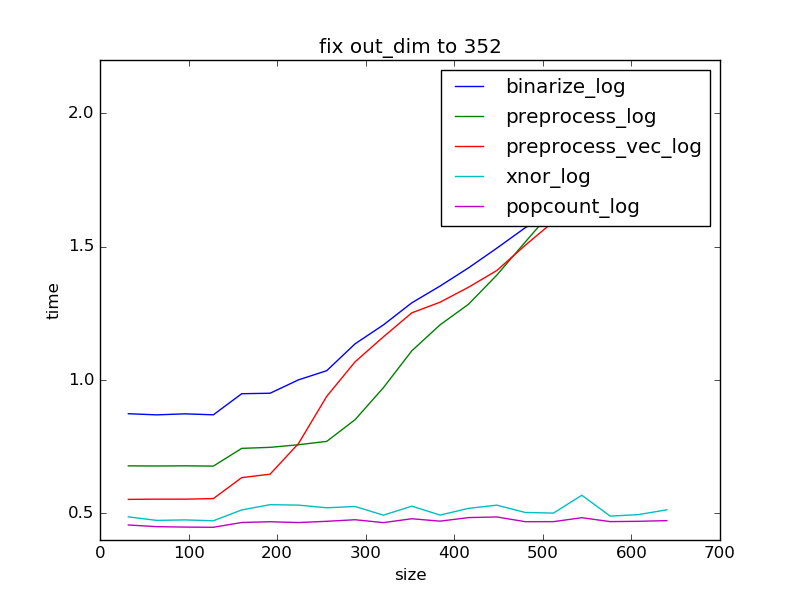 fix out_dim to 352
binarize_log
preprocess_log
preprocess_vec_log
xnor_log
popcount_log
time
2.0
1.5
1.0
0.5
0 100 200 300 400 500 600 700
size